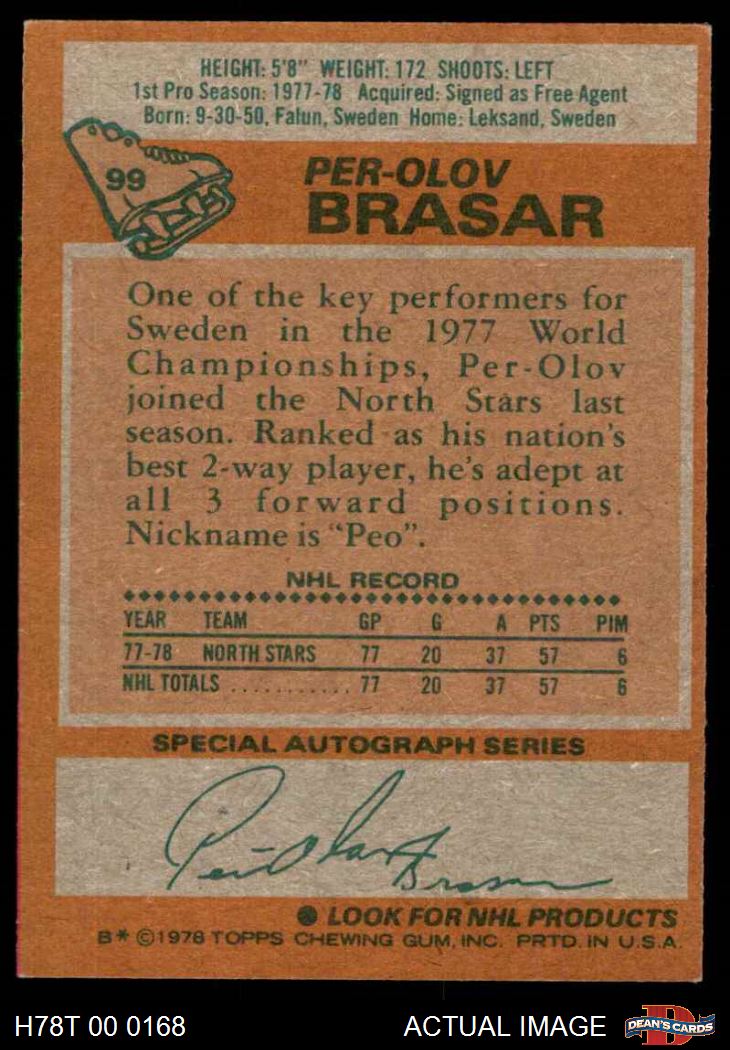 HEIGHT: 5'8" WEIGHT: 172 SHOOTS: LEFT
1st Pro Season: 1977-78 Acquired: Signed as Free Agent
Born: 9-30-50, Falun, Sweden Home: Leksand, Sweden
99
PER-OLOV
BRASAR
One of the key performers for
Sweden in the 1977 World
Championships, Per-Olov
joined the North Stars last
season. Ranked as his nation's
best 2-way player, he's adept at
all 3 forward positions.
Nickname is "Peo".
NHL RECORD
YEAR TEAM GP G A PTS PIM
77-78 NORTH STARS 77 20 37 57 6
NHL TOTALS ........... 77 20 37 57 6
SPECIAL AUTOGRAPH SERIES
Per-Olov Brasar
LOOK FOR NHL PRODUCTS
B* ©1978 TOPPS CHEWING GUM, INC. PRTD. IN U.S.A.
H78T 00 0168 ACTUAL IMAGE D DEAN'S CARDS